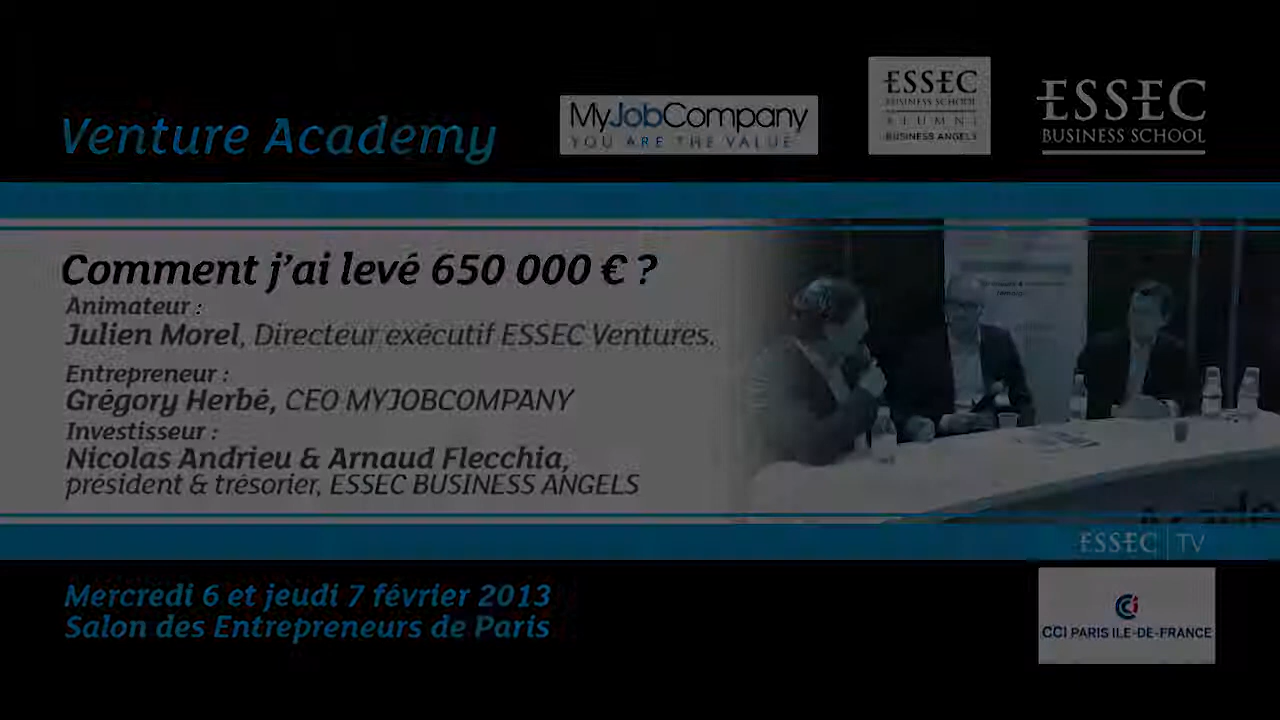 Venture Academy
MyJobCompany
YOU ARE THE VALUE
ESSEC
BUSINESS SCHOOL
ALUMNI
BUSINESS ANGELS
ESSEC
BUSINESS SCHOOL
Comment j'ai levé 650 000 € ?
Animateur :
Julien Morel, Directeur exécutif ESSEC Ventures.
Entrepreneur :
Grégory Herbé, CEO MYJOBCOMPANY
Investisseur :
Nicolas Andrieu & Arnaud Flecchia,
président & trésorier, ESSEC BUSINESS ANGELS
ESSEC TV
Mercredi 6 et jeudi 7 février 2013
Salon des Entrepreneurs de Paris
CCI PARIS ILE-DE-FRANCE